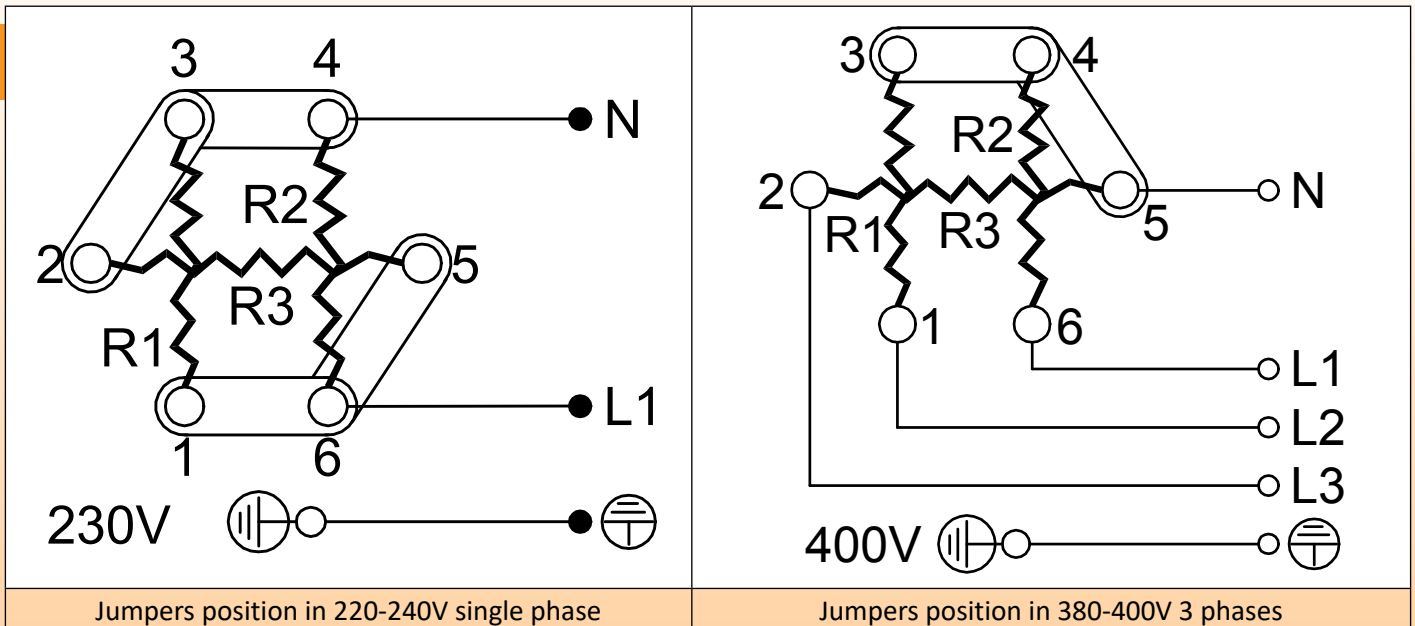 3 4
N
R2
2 5
R3
R1
L1
1 6
230V
Jumpers position in 220-240V single phase
3 4
R2
2 N
5
R1 R3
1 6
L1
L2
L3
400V
Jumpers position in 380-400V 3 phases